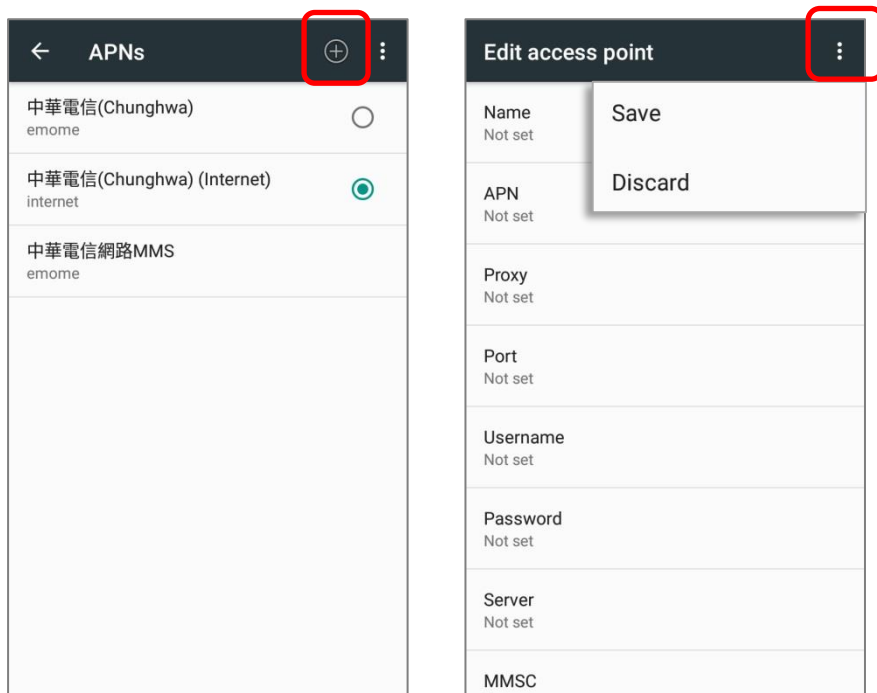 APNs
中華電信(Chunghwa)
emome
中華電信(Chunghwa) (Internet)
internet
中華電信網路MMS
emome
Edit access point
Save
Discard
Name
Not set
APN
Not set
Proxy
Not set
Port
Not set
Username
Not set
Password
Not set
Server
Not set
MMSC